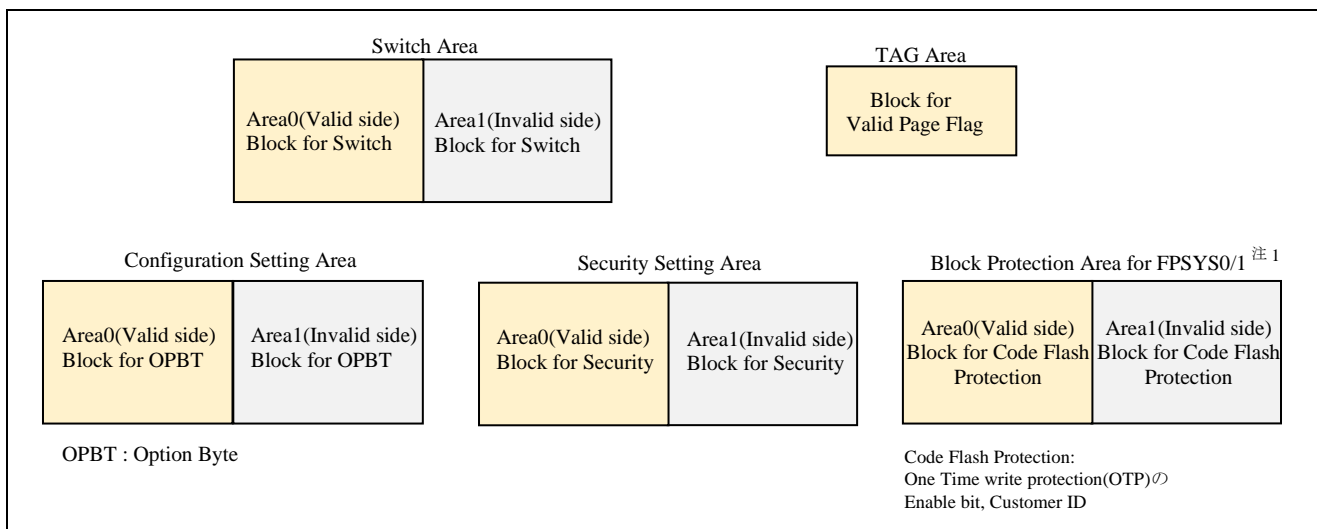 Switch Area
Area0(Valid side)
Block for Switch
Area1(Invalid side)
Block for Switch
TAG Area
Block for
Valid Page Flag
Configuration Setting Area
Area0(Valid side)
Block for OPBT
Area1(Invalid side)
Block for OPBT
OPBT : Option Byte
Security Setting Area
Area0(Valid side)
Block for Security
Area1(Invalid side)
Block for Security
Block Protection Area for FPSYS0/1 注 1
Area0(Valid side)
Block for Code Flash
Protection
Area1(Invalid side)
Block for Code Flash
Protection
Code Flash Protection:
One Time write protection(OTP)の
Enable bit, Customer ID